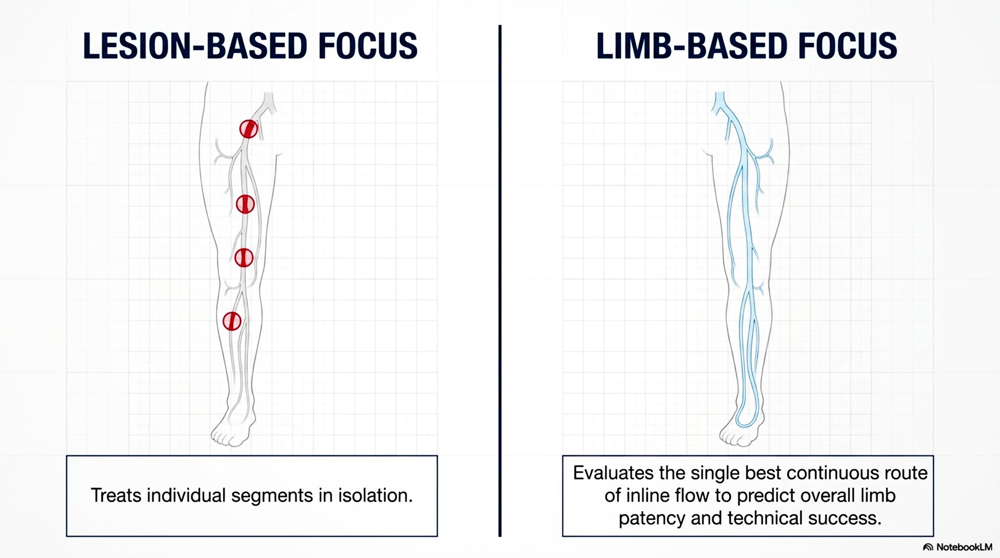 LESION-BASED FOCUS
Treats individual segments in isolation.
LIMB-BASED FOCUS
Evaluates the single best continuous route
of inline flow to predict overall limb
patency and technical success.
NotebookLM